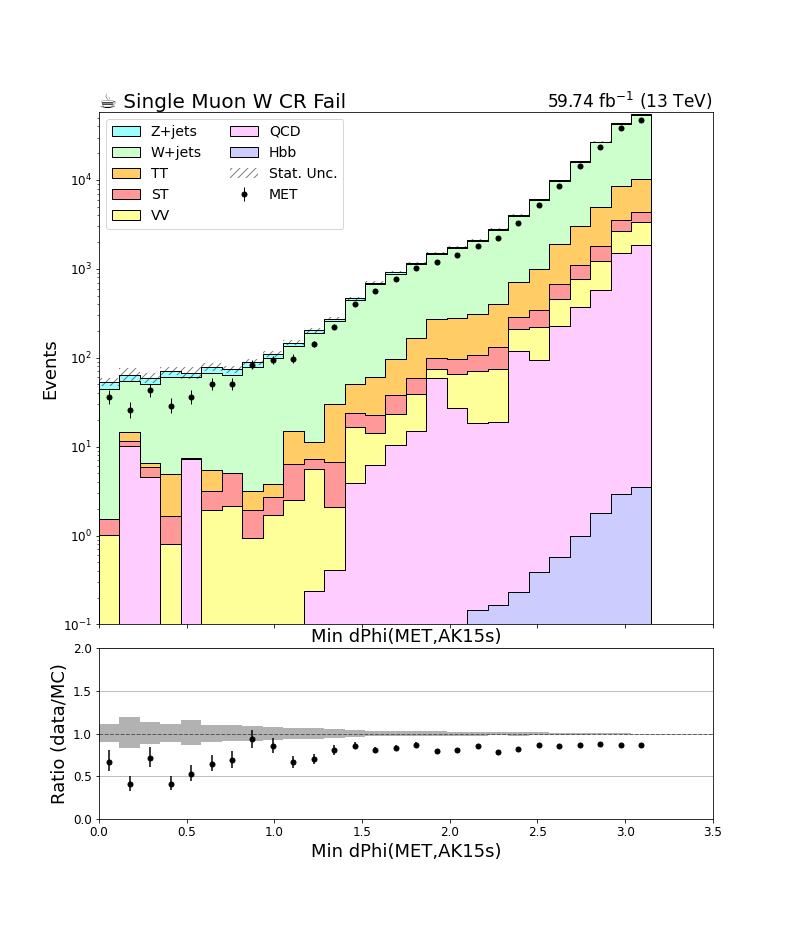 ☕ Single Muon W CR Fail
59.74 fb⁻¹ (13 TeV)
Z+jets
W+jets
TT
ST
VV
QCD
Hbb
Stat. Unc.
MET
Events
10⁴
10³
10²
10¹
10⁰
10⁻¹
Min dPhi(MET,AK15s)
Ratio (data/MC)
2.0
1.5
1.0
0.5
0.0
0.0 0.5 1.0 1.5 2.0 2.5 3.0 3.5
Min dPhi(MET,AK15s)